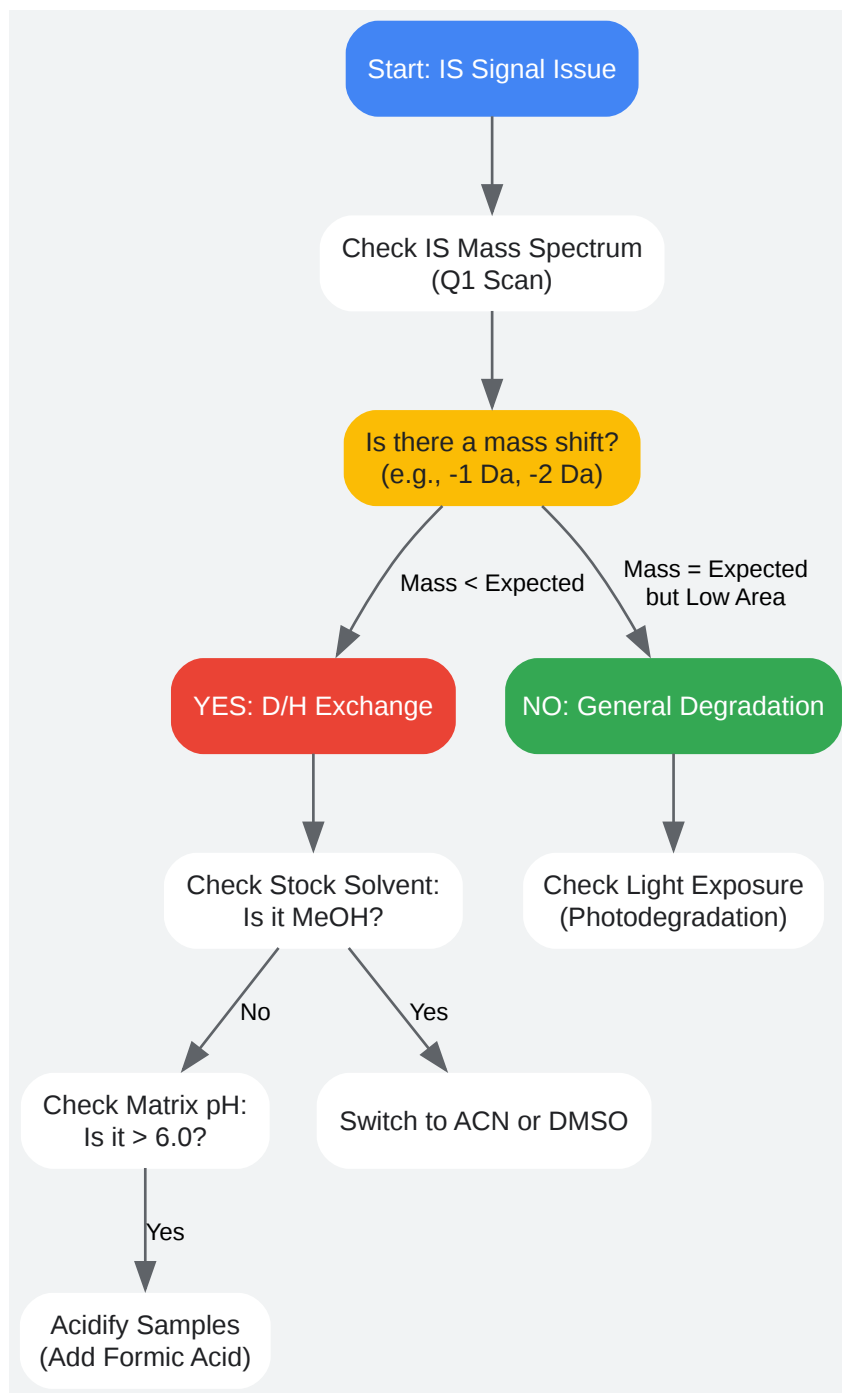 Start: IS Signal Issue
Check IS Mass Spectrum
(Q1 Scan)
Is there a mass shift?
(e.g., -1 Da, -2 Da)
Mass < Expected
Mass = Expected
but Low Area
YES: D/H Exchange
NO: General Degradation
Check Stock Solvent:
Is it MeOH?
Check Light Exposure
(Photodegradation)
No
Yes
Check Matrix pH:
Is it > 6.0?
Switch to ACN or DMSO
Yes
Acidify Samples
(Add Formic Acid)